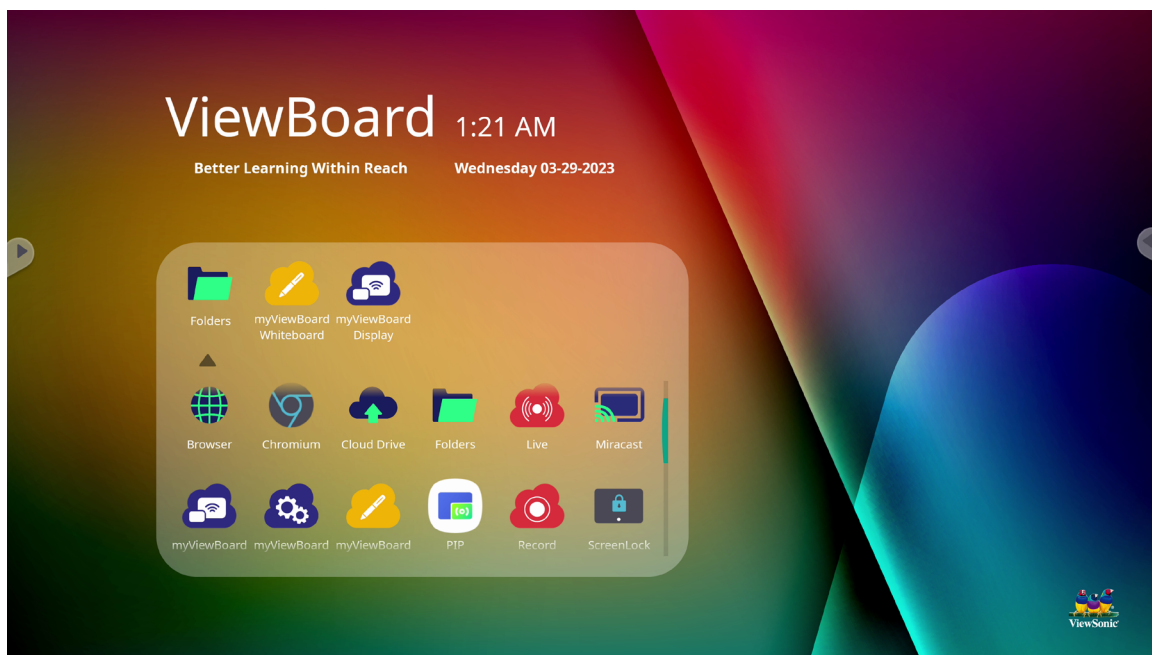 ViewBoard 1:21 AM
Better Learning Within Reach Wednesday 03-29-2023
Folders myViewBoard myViewBoard
Whiteboard Display
Browser Chromium Cloud Drive Folders Live Miracast
myViewBoard myViewBoard myViewBoard PIP Record ScreenLock
ViewSonic